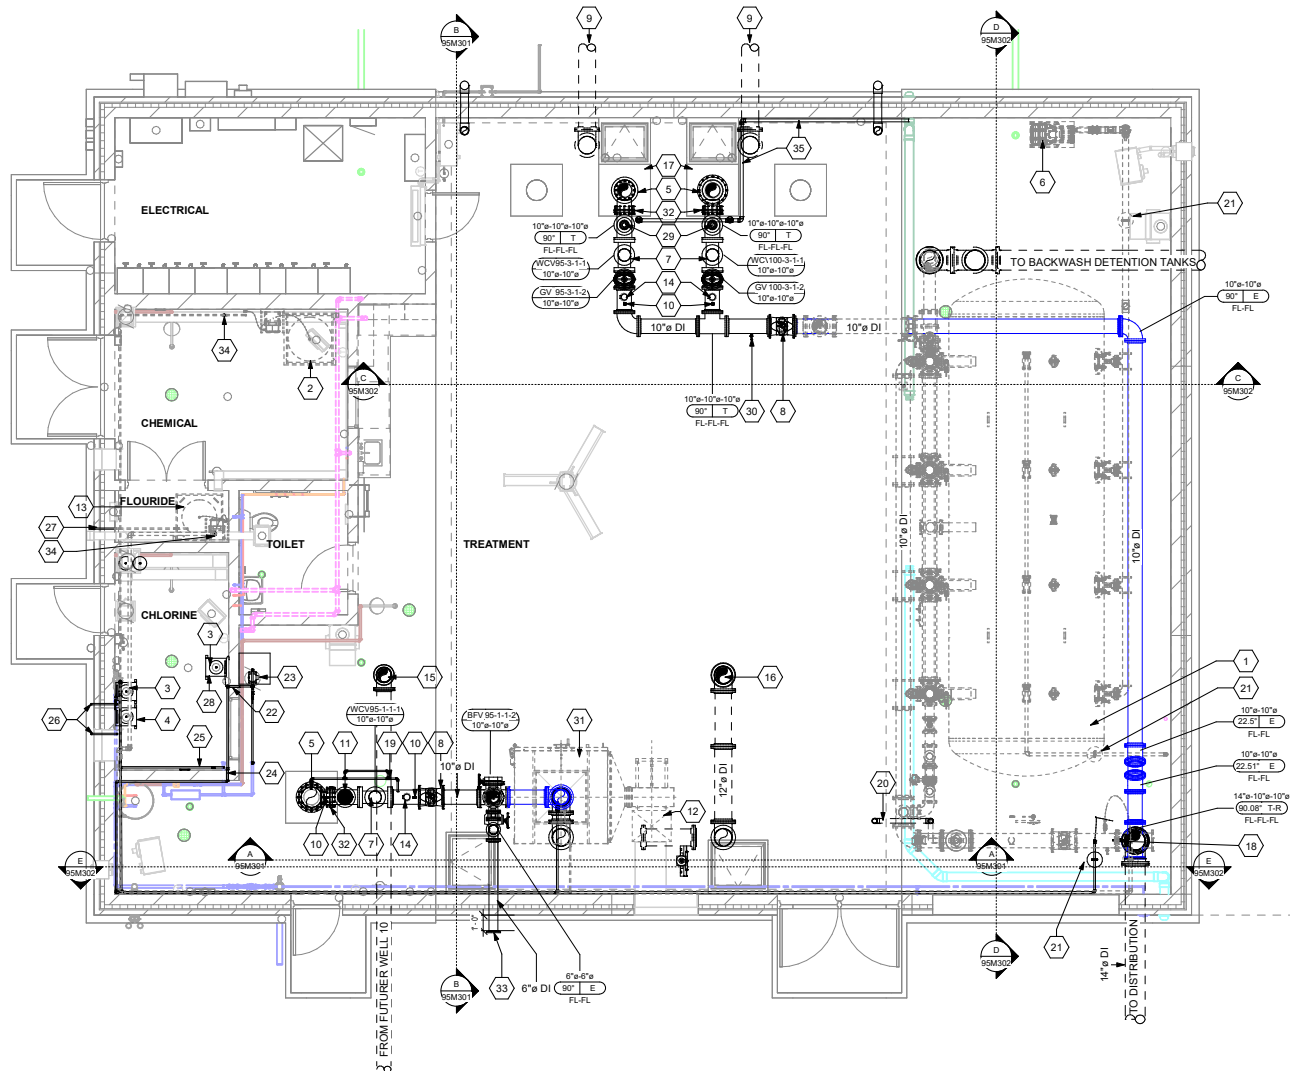 9
9
B
95M301
D
95M302
35
6
17
5
32
29
7
14
10
21
ELECTRICAL
10"ø-10"ø-10"ø
90° T
FL-FL-FL
10"ø-10"ø-10"ø
90° T
FL-FL-FL
WCV95-3-1-1
10"ø-10"ø
WCV100-3-1-1
10"ø-10"ø
GV 95-3-1-2
10"ø-10"ø
GV 100-3-1-2
10"ø-10"ø
TO BACKWASH DETENTION TANKS
10"ø-10"ø
90° E
FL-FL
10"ø DI
10"ø DI
34
2
C
95M302
C
95M302
10"ø-10"ø-10"ø
90° T
FL-FL-FL
30
8
CHEMICAL
FLOURIDE
13
27
34
TOILET
TREATMENT
10"ø DI
10"ø DI
CHLORINE
3
28
3
4
26
22
23
25
24
15
WCV95-1-1-1
10"ø-10"ø
BFV 95-1-1-2
10"ø-10"ø
31
16
5
11
19
10
8
10"ø DI
10
32
7
14
12
12"ø DI
20
1
21
10"ø-10"ø
22.5° E
FL-FL
10"ø-10"ø
22.51° E
FL-FL
14"ø-10"ø-10"ø
90.08° T-R
FL-FL-FL
18
E
95M302
A
95M301
A
95M301
E
95M302
21
1'-0"
33
6"ø DI
6"ø-6"ø
90° E
FL-FL
B
95M301
D
95M302
FROM FUTURER WELL 10
14"ø DI
TO DISTRIBUTION